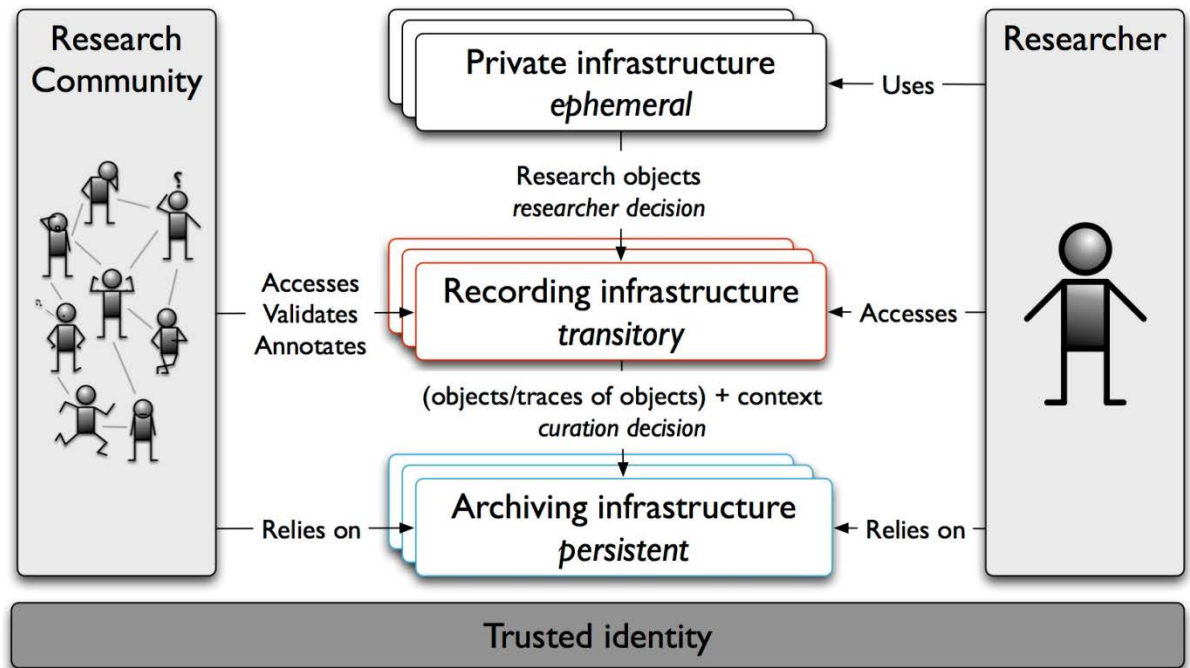 Research
Community
Private infrastructure
ephemeral
Researcher
Uses
Research objects
researcher decision
?
Recording infrastructure
transitory
Accesses
Validates
Annotates
Accesses
(objects/traces of objects) + context
curation decision
Archiving infrastructure
persistent
Relies on
Relies on
Trusted identity